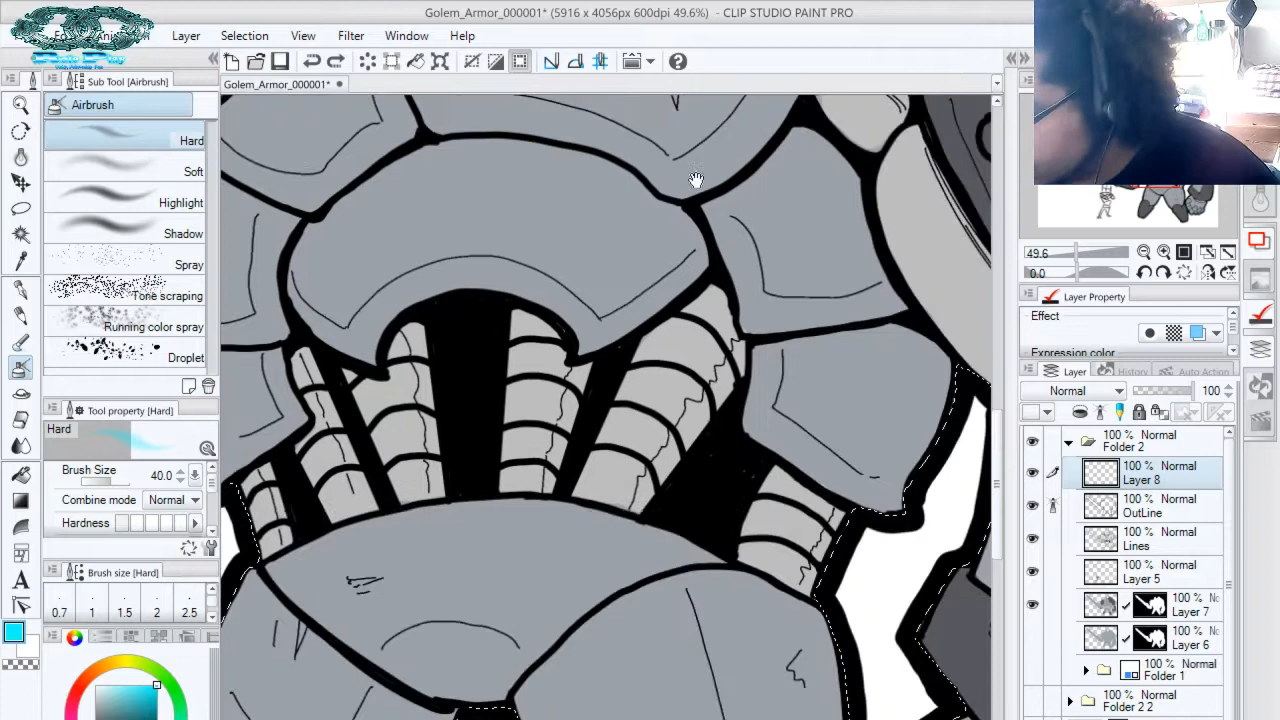 Golem_Armor_000001* (5916 x 4056px 600dpi 49.6%) - CLIP STUDIO PAINT PRO
Layer Selection View Filter Window Help
Sub Tool [Airbrush]
Golem_Armor_000001*
Airbrush
Hard
Soft
Highlight
Shadow
Spray
Tone scraping
Running color spray
Droplet
Tool property [Hard]
Hard
Brush Size 40.0
Combine mode Normal
Hardness
Brush size [Hard]
0.7 1 1.5 2 2.5
49.6
0.0
Layer Property
Effect
Expression color
Layer History Auto Action
Normal 100
100 % Normal
Folder 2
100 % Normal
Layer 8
100 % Normal
OutLine
100 % Normal
Lines
100 % Normal
Layer 5
100 % No
Layer 7
100 % No
Layer 6
100 % Normal
Folder 1
100 % Normal
Folder 2 2